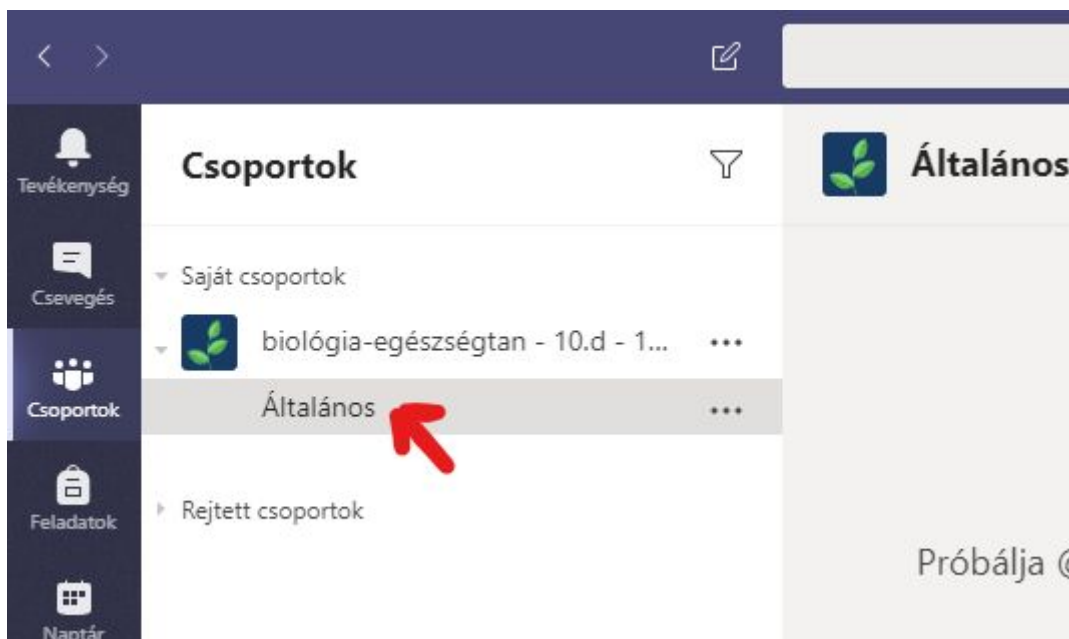 Tevékenység
Csevegés
Csoportok
Feladatok
Naptár
Csoportok
Saját csoportok
biológia-egészségtan - 10.d - 1...
Általános
Rejtett csoportok
Általános
Próbálja @